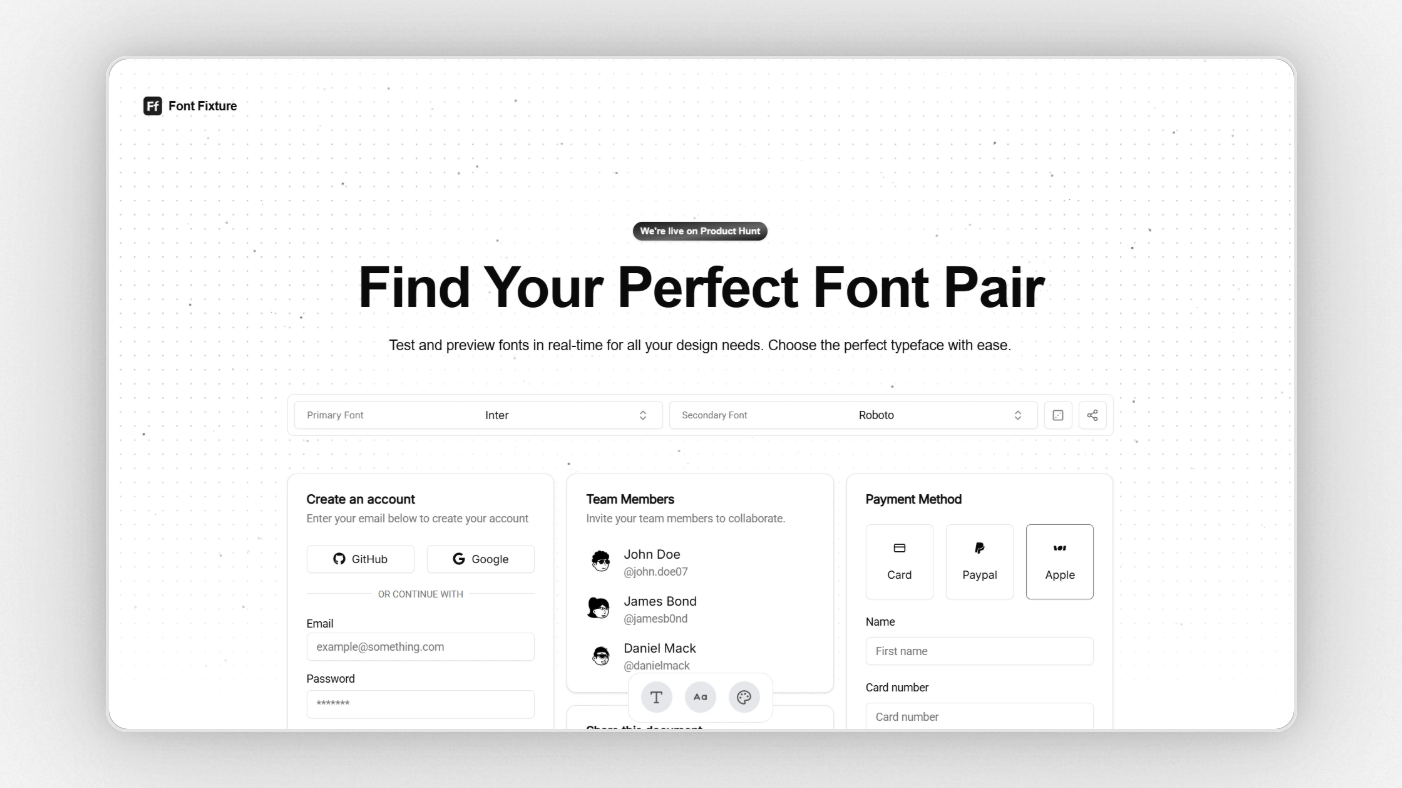 Ff Font Fixture
We're live on Product Hunt
Find Your Perfect Font Pair
Test and preview fonts in real-time for all your design needs. Choose the perfect typeface with ease.
Primary Font Inter Secondary Font Roboto
Create an account
Enter your email below to create your account
GitHub Google
OR CONTINUE WITH
Email
example@something.com
Password
*******
Team Members
Invite your team members to collaborate.
John Doe
@john.doe07
James Bond
@jamesb0nd
Daniel Mack
@danielmack
Share this document
T Aa
Payment Method
Card Paypal Apple
Name
First name
Card number
Card number